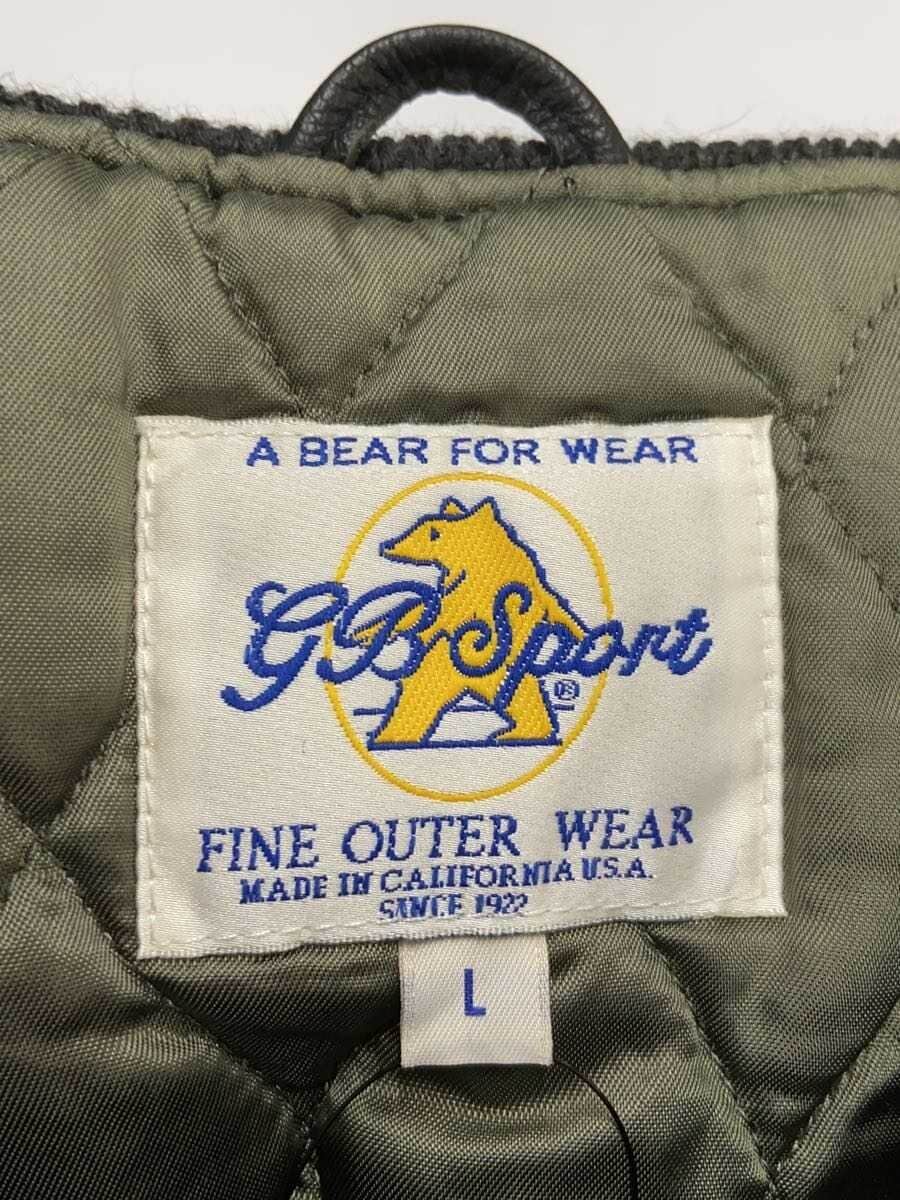 A BEAR FOR WEAR
GB Sport
®
FINE OUTER WEAR
MADE IN CALIFORNIA U.S.A.
SINCE 1922
L